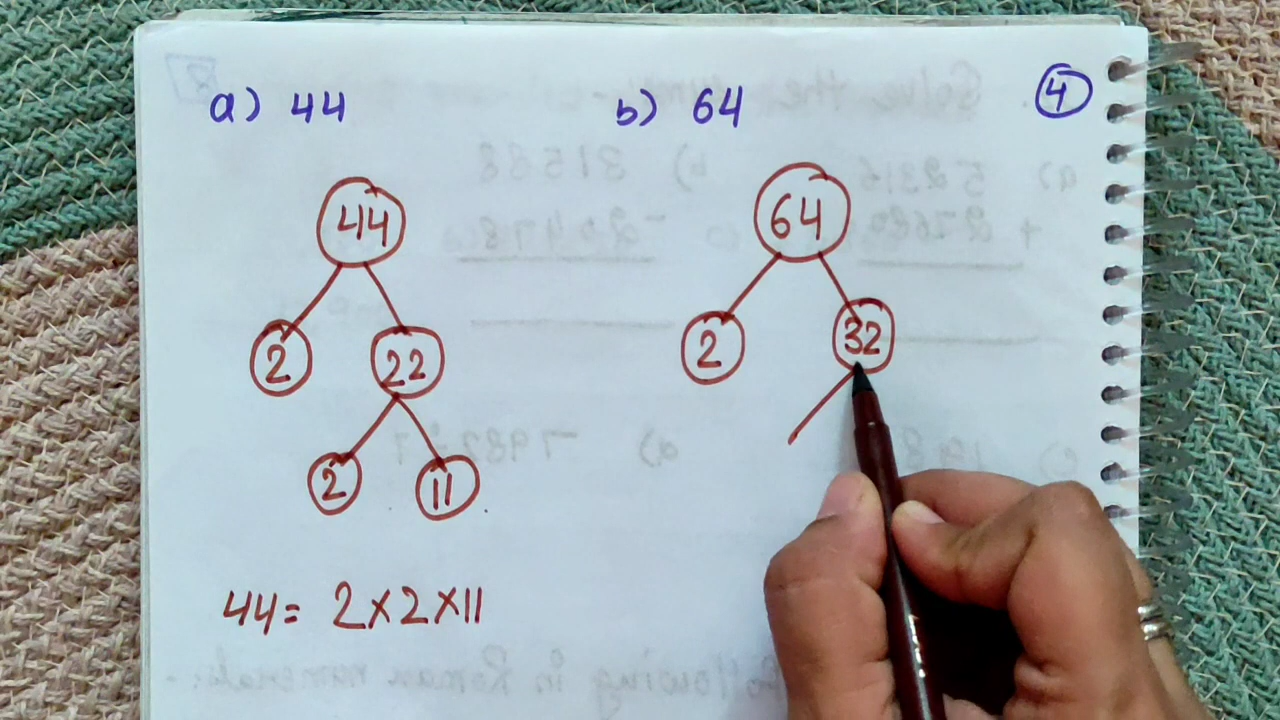 a) 44 b) 64 4
44 64
2 22 2 32
2 11
44 = 2×2×11